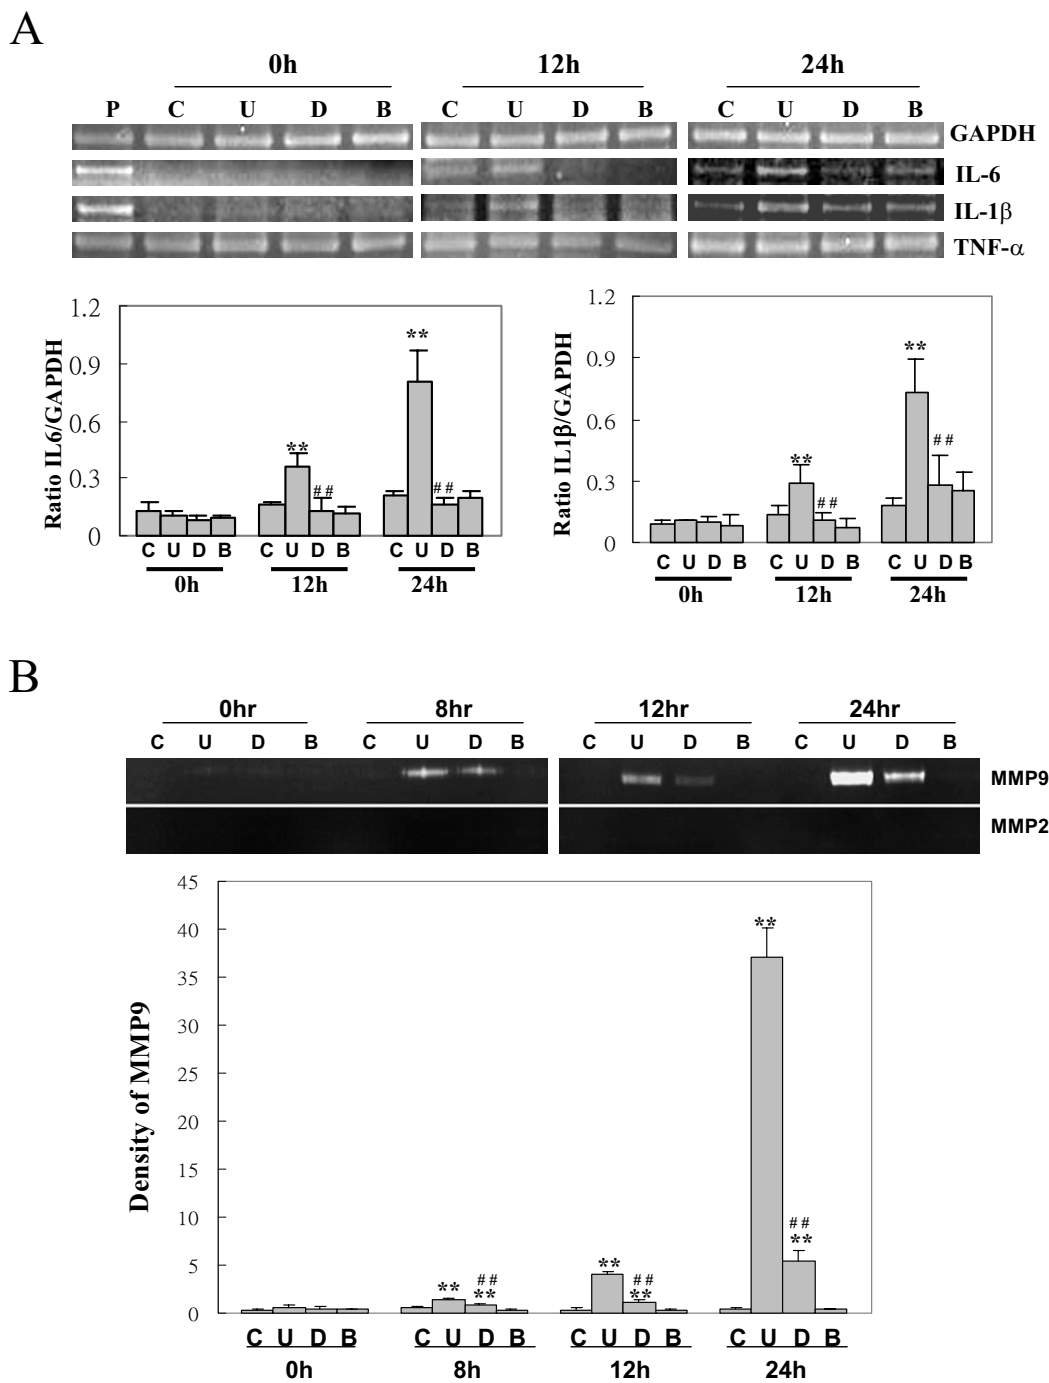 A
0h 12h 24h
P C U D B C U D B C U D B
GAPDH
IL-6
IL-1β
TNF-α
Ratio IL6/GAPDH
1.2
0.9
0.6
0.3
0
** ## ** ##
C U D B C U D B C U D B
0h 12h 24h
Ratio IL1β/GAPDH
1.2
0.9
0.6
0.3
0
** ## ** ##
C U D B C U D B C U D B
0h 12h 24h
B
0hr 8hr 12hr 24hr
C U D B C U D B C U D B C U D B
MMP9
MMP2
Density of MMP9
45
40
35
30
25
20
15
10
5
0
** ## ** ** ## ** ** ## **
C U D B C U D B C U D B C U D B
0h 8h 12h 24h